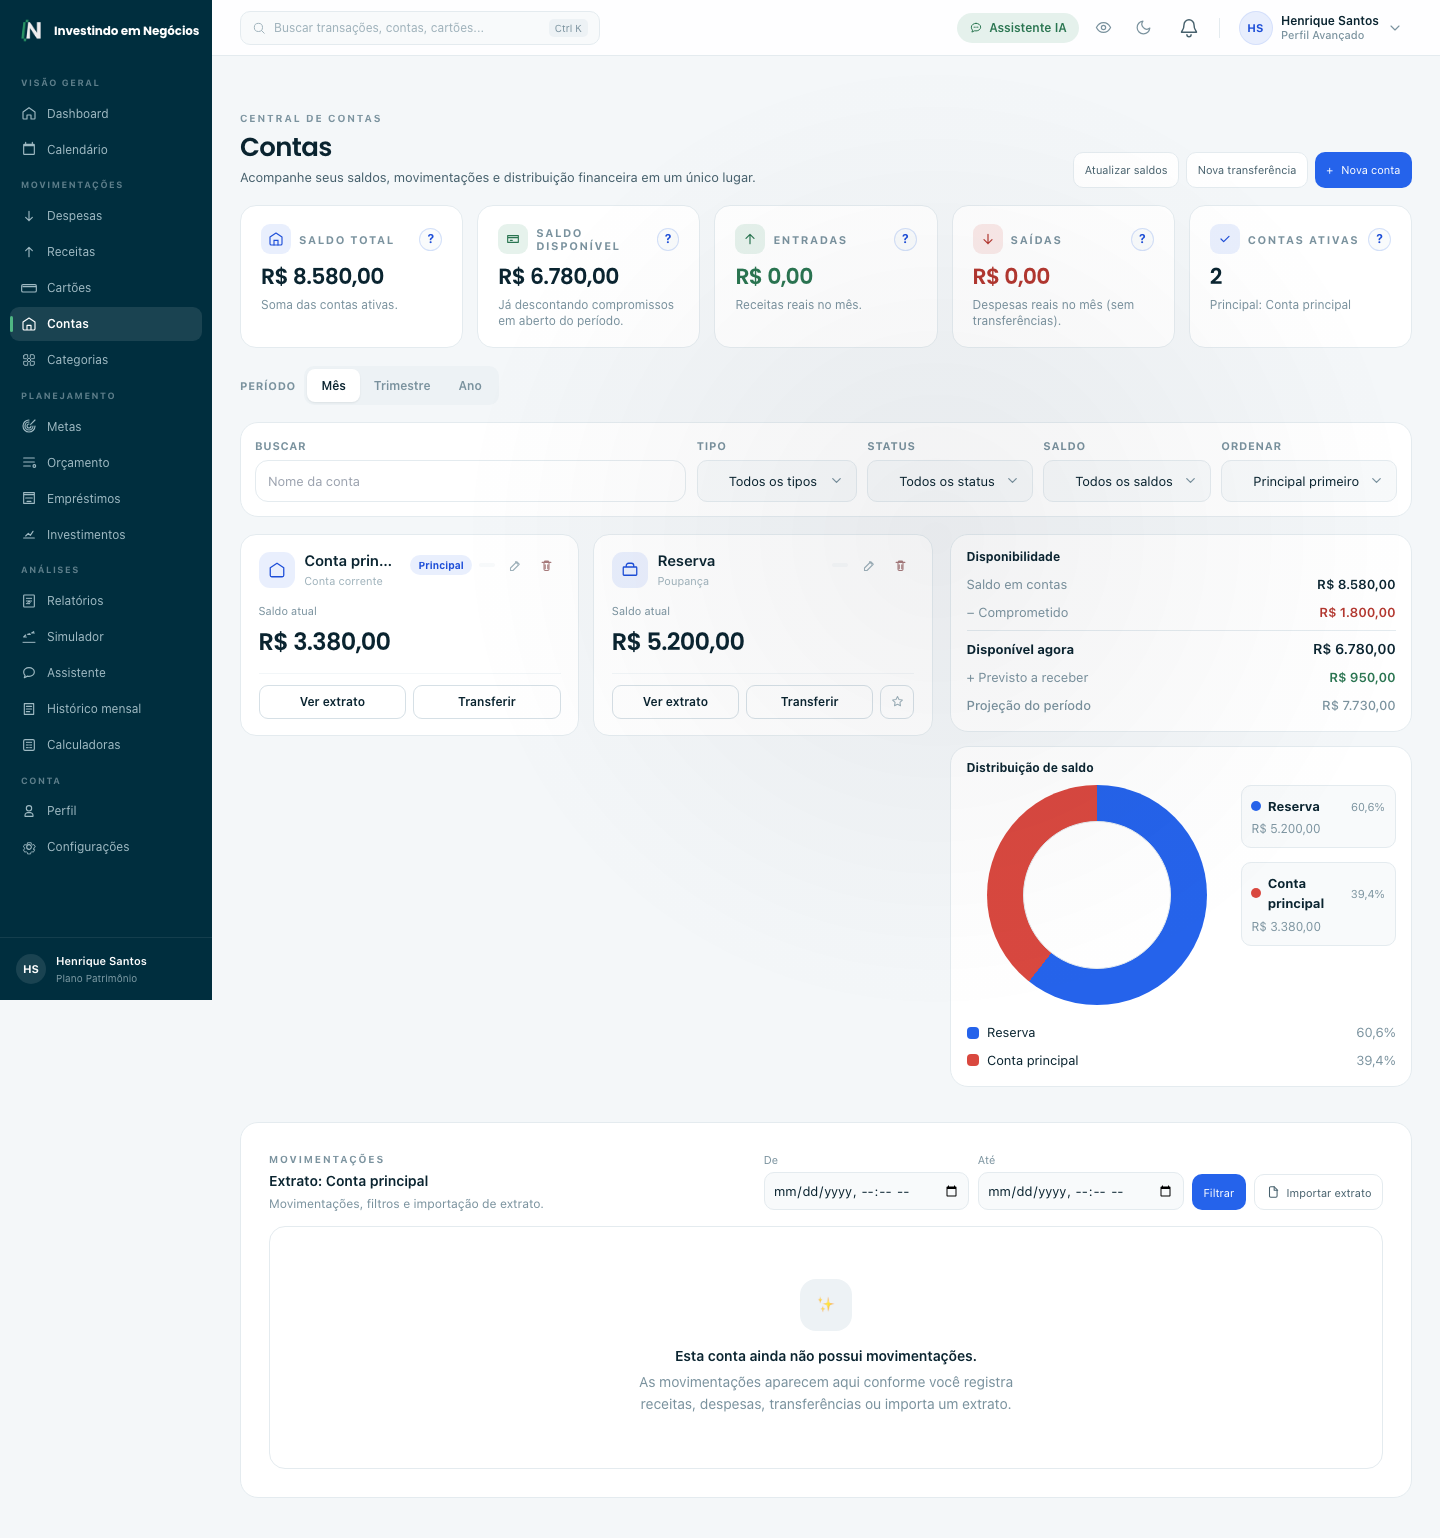 Investindo em Negócios
VISÃO GERAL
Dashboard
Calendário
MOVIMENTAÇÕES
Despesas
Receitas
Cartões
Contas
Categorias
PLANEJAMENTO
Metas
Orçamento
Empréstimos
Investimentos
ANÁLISES
Relatórios
Simulador
Assistente
Histórico mensal
Calculadoras
CONTA
Perfil
Configurações
HS
Henrique Santos
Plano Patrimônio
Buscar transações, contas, cartões...
Ctrl K
Assistente IA
HS
Henrique Santos
Perfil Avançado
CENTRAL DE CONTAS
Contas
Acompanhe seus saldos, movimentações e distribuição financeira em um único lugar.
Atualizar saldos
Nova transferência
+ Nova conta
SALDO TOTAL
?
R$ 8.580,00
Soma das contas ativas.
SALDO
DISPONÍVEL
?
R$ 6.780,00
Já descontando compromissos
em aberto do período.
ENTRADAS
?
R$ 0,00
Receitas reais no mês.
SAÍDAS
?
R$ 0,00
Despesas reais no mês (sem
transferências).
CONTAS ATIVAS
?
2
Principal: Conta principal
PERÍODO
Mês
Trimestre
Ano
BUSCAR
Nome da conta
TIPO
Todos os tipos
STATUS
Todos os status
SALDO
Todos os saldos
ORDENAR
Principal primeiro
Conta prin...
Principal
Conta corrente
Saldo atual
R$ 3.380,00
Ver extrato
Transferir
Reserva
Poupança
Saldo atual
R$ 5.200,00
Ver extrato
Transferir
Disponibilidade
Saldo em contas R$ 8.580,00
− Comprometido R$ 1.800,00
Disponível agora R$ 6.780,00
+ Previsto a receber R$ 950,00
Projeção do período R$ 7.730,00
Distribuição de saldo
Reserva 60,6%
R$ 5.200,00
Conta
principal 39,4%
R$ 3.380,00
Reserva 60,6%
Conta principal 39,4%
MOVIMENTAÇÕES
Extrato: Conta principal
Movimentações, filtros e importação de extrato.
De
mm/dd/yyyy, --:-- --
Até
mm/dd/yyyy, --:-- --
Filtrar
Importar extrato
Esta conta ainda não possui movimentações.
As movimentações aparecem aqui conforme você registra
receitas, despesas, transferências ou importa um extrato.